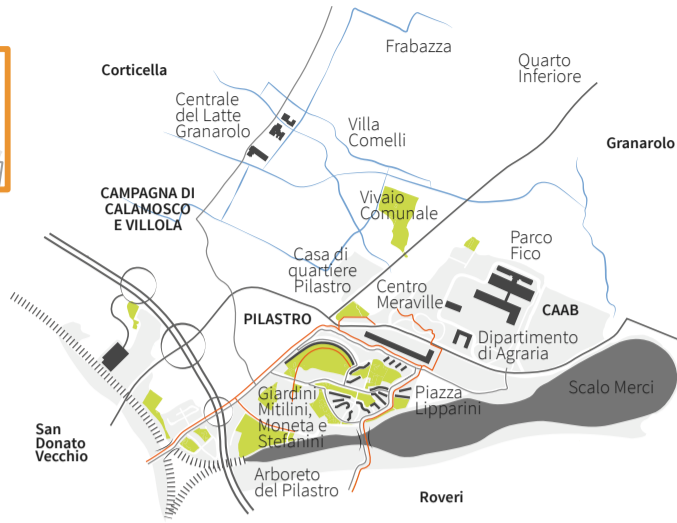 Frabazza
Corticella
Quarto
Inferiore
Centrale
del Latte
Granarolo
Villa
Comelli
Granarolo
CAMPAGNA DI
CALAMOSCO
E VILLOLA
Vivaio
Comunale
Parco
Fico
Casa di
quartiere
Pilastro
Centro
Meraville
CAAB
PILASTRO
Dipartimento
di Agraria
Giardini
Mitilini,
Moneta e
Stefanini
Piazza
Lipparini
Scalo Merci
San
Donato
Vecchio
Arboreto
del Pilastro
Roveri